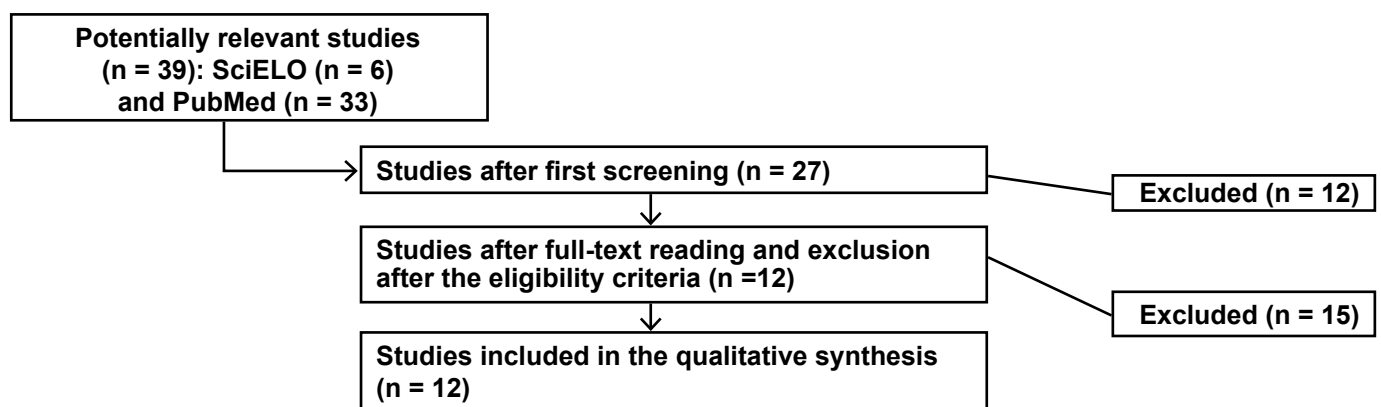 Potentially relevant studies
(n = 39): SciELO (n = 6)
and PubMed (n = 33)
Studies after first screening (n = 27)
Excluded (n = 12)
Studies after full-text reading and exclusion
after the eligibility criteria (n =12)
Excluded (n = 15)
Studies included in the qualitative synthesis
(n = 12)